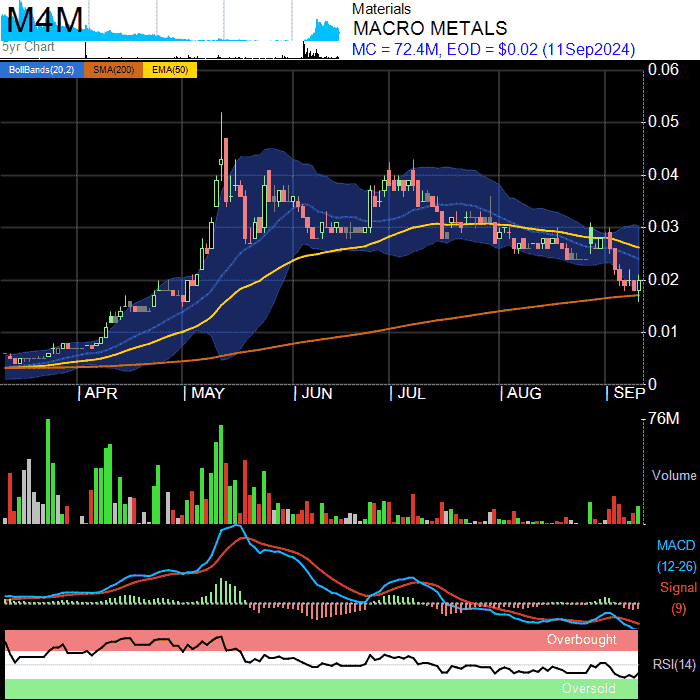 M4M
5yr Chart
Materials
MACRO METALS
MC = 72.4M, EOD = $0.02 (11Sep2024)
BollBands(20,2) SMA(200) EMA(50)
0.06
0.05
0.04
0.03
0.02
0.01
0
APR MAY JUN JUL AUG SEP
76M
Volume
MACD
(12-26)
Signal
(9)
Overbought
RSI(14)
Oversold